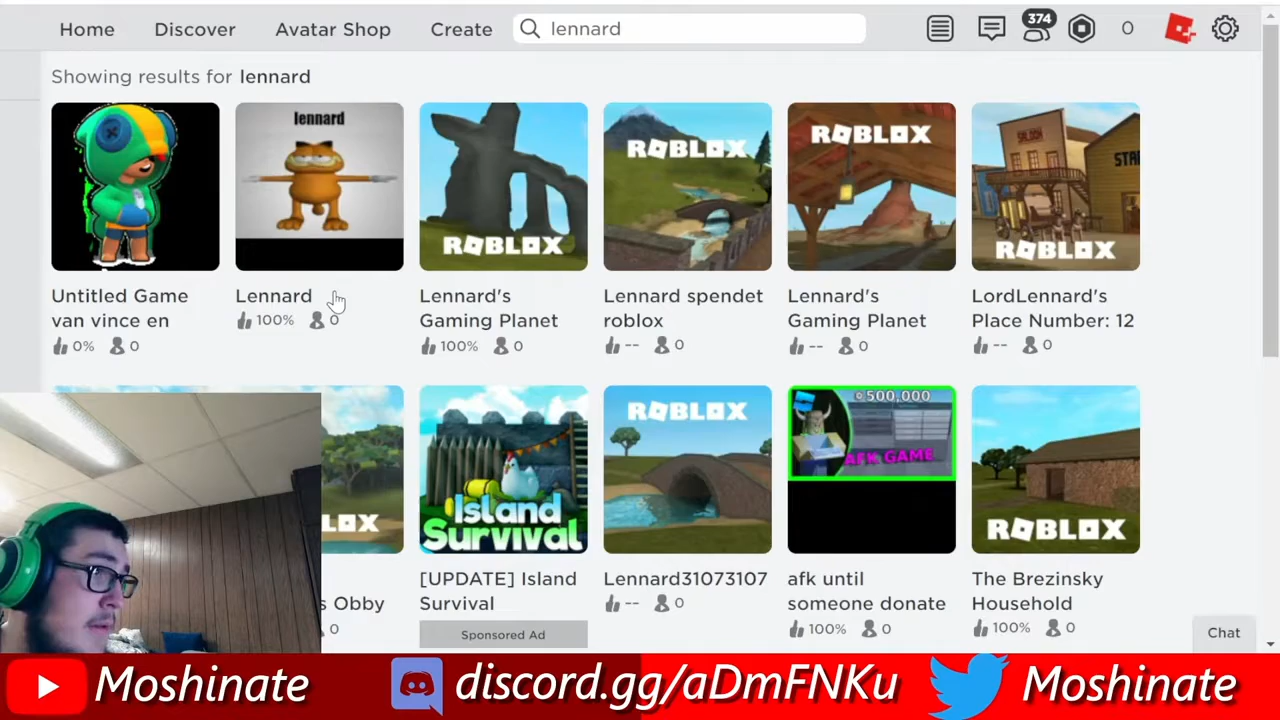 Home Discover Avatar Shop Create lennard 374 0
Showing results for lennard
lennard
ROBLOX ROBLOX ROBLOX ROBLOX
SALOON
Untitled Game
van vince en
0% 0
Lennard
100% 0
Lennard's
Gaming Planet
100% 0
Lennard spendet
roblox
-- 0
Lennard's
Gaming Planet
-- 0
LordLennard's
Place Number: 12
-- 0
LOX
s Obby
0
Island
Survival
[UPDATE] Island
Survival
Sponsored Ad
ROBLOX
Lennard31073107
-- 0
500,000
AFK GAME
afk until
someone donate
100% 0
ROBLOX
The Brezinsky
Household
100% 0
Chat
Moshinate discord.gg/aDmFNKu Moshinate